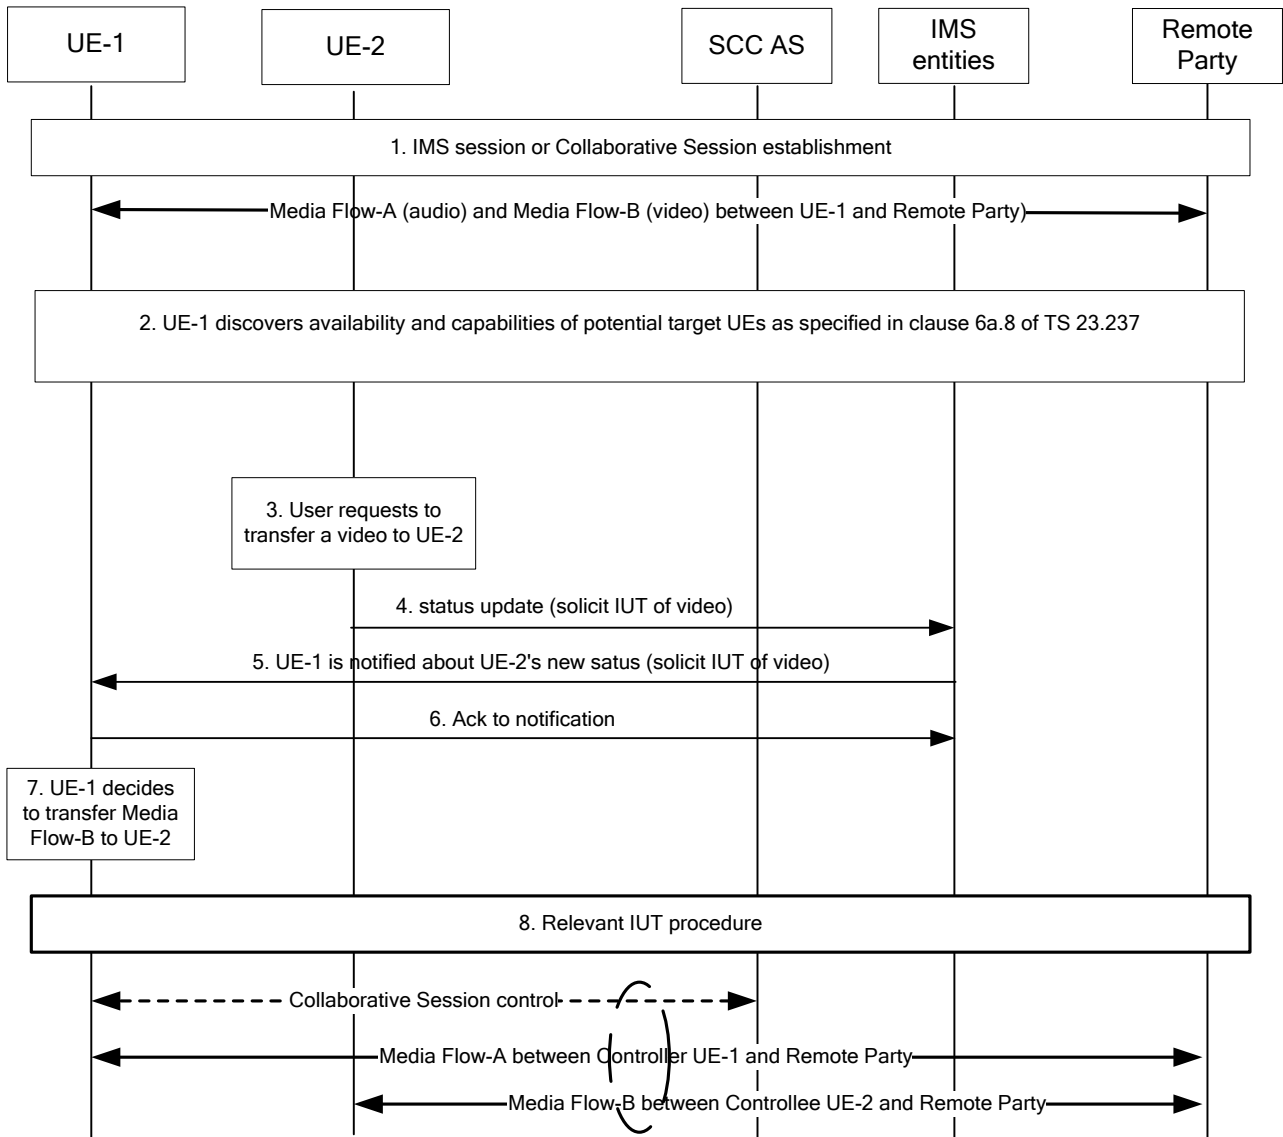 UE-1
UE-2
SCC AS
IMS
entities
Remote
Party
1. IMS session or Collaborative Session establishment
Media Flow-A (audio) and Media Flow-B (video) between UE-1 and Remote Party)
2. UE-1 discovers availability and capabilities of potential target UEs as specified in clause 6a.8 of TS 23.237
3. User requests to
transfer a video to UE-2
4. status update (solicit IUT of video)
5. UE-1 is notified about UE-2's new satus (solicit IUT of video)
6. Ack to notification
7. UE-1 decides
to transfer Media
Flow-B to UE-2
8. Relevant IUT procedure
Collaborative Session control
Media Flow-A between Controller UE-1 and Remote Party
Media Flow-B between Controllee UE-2 and Remote Party